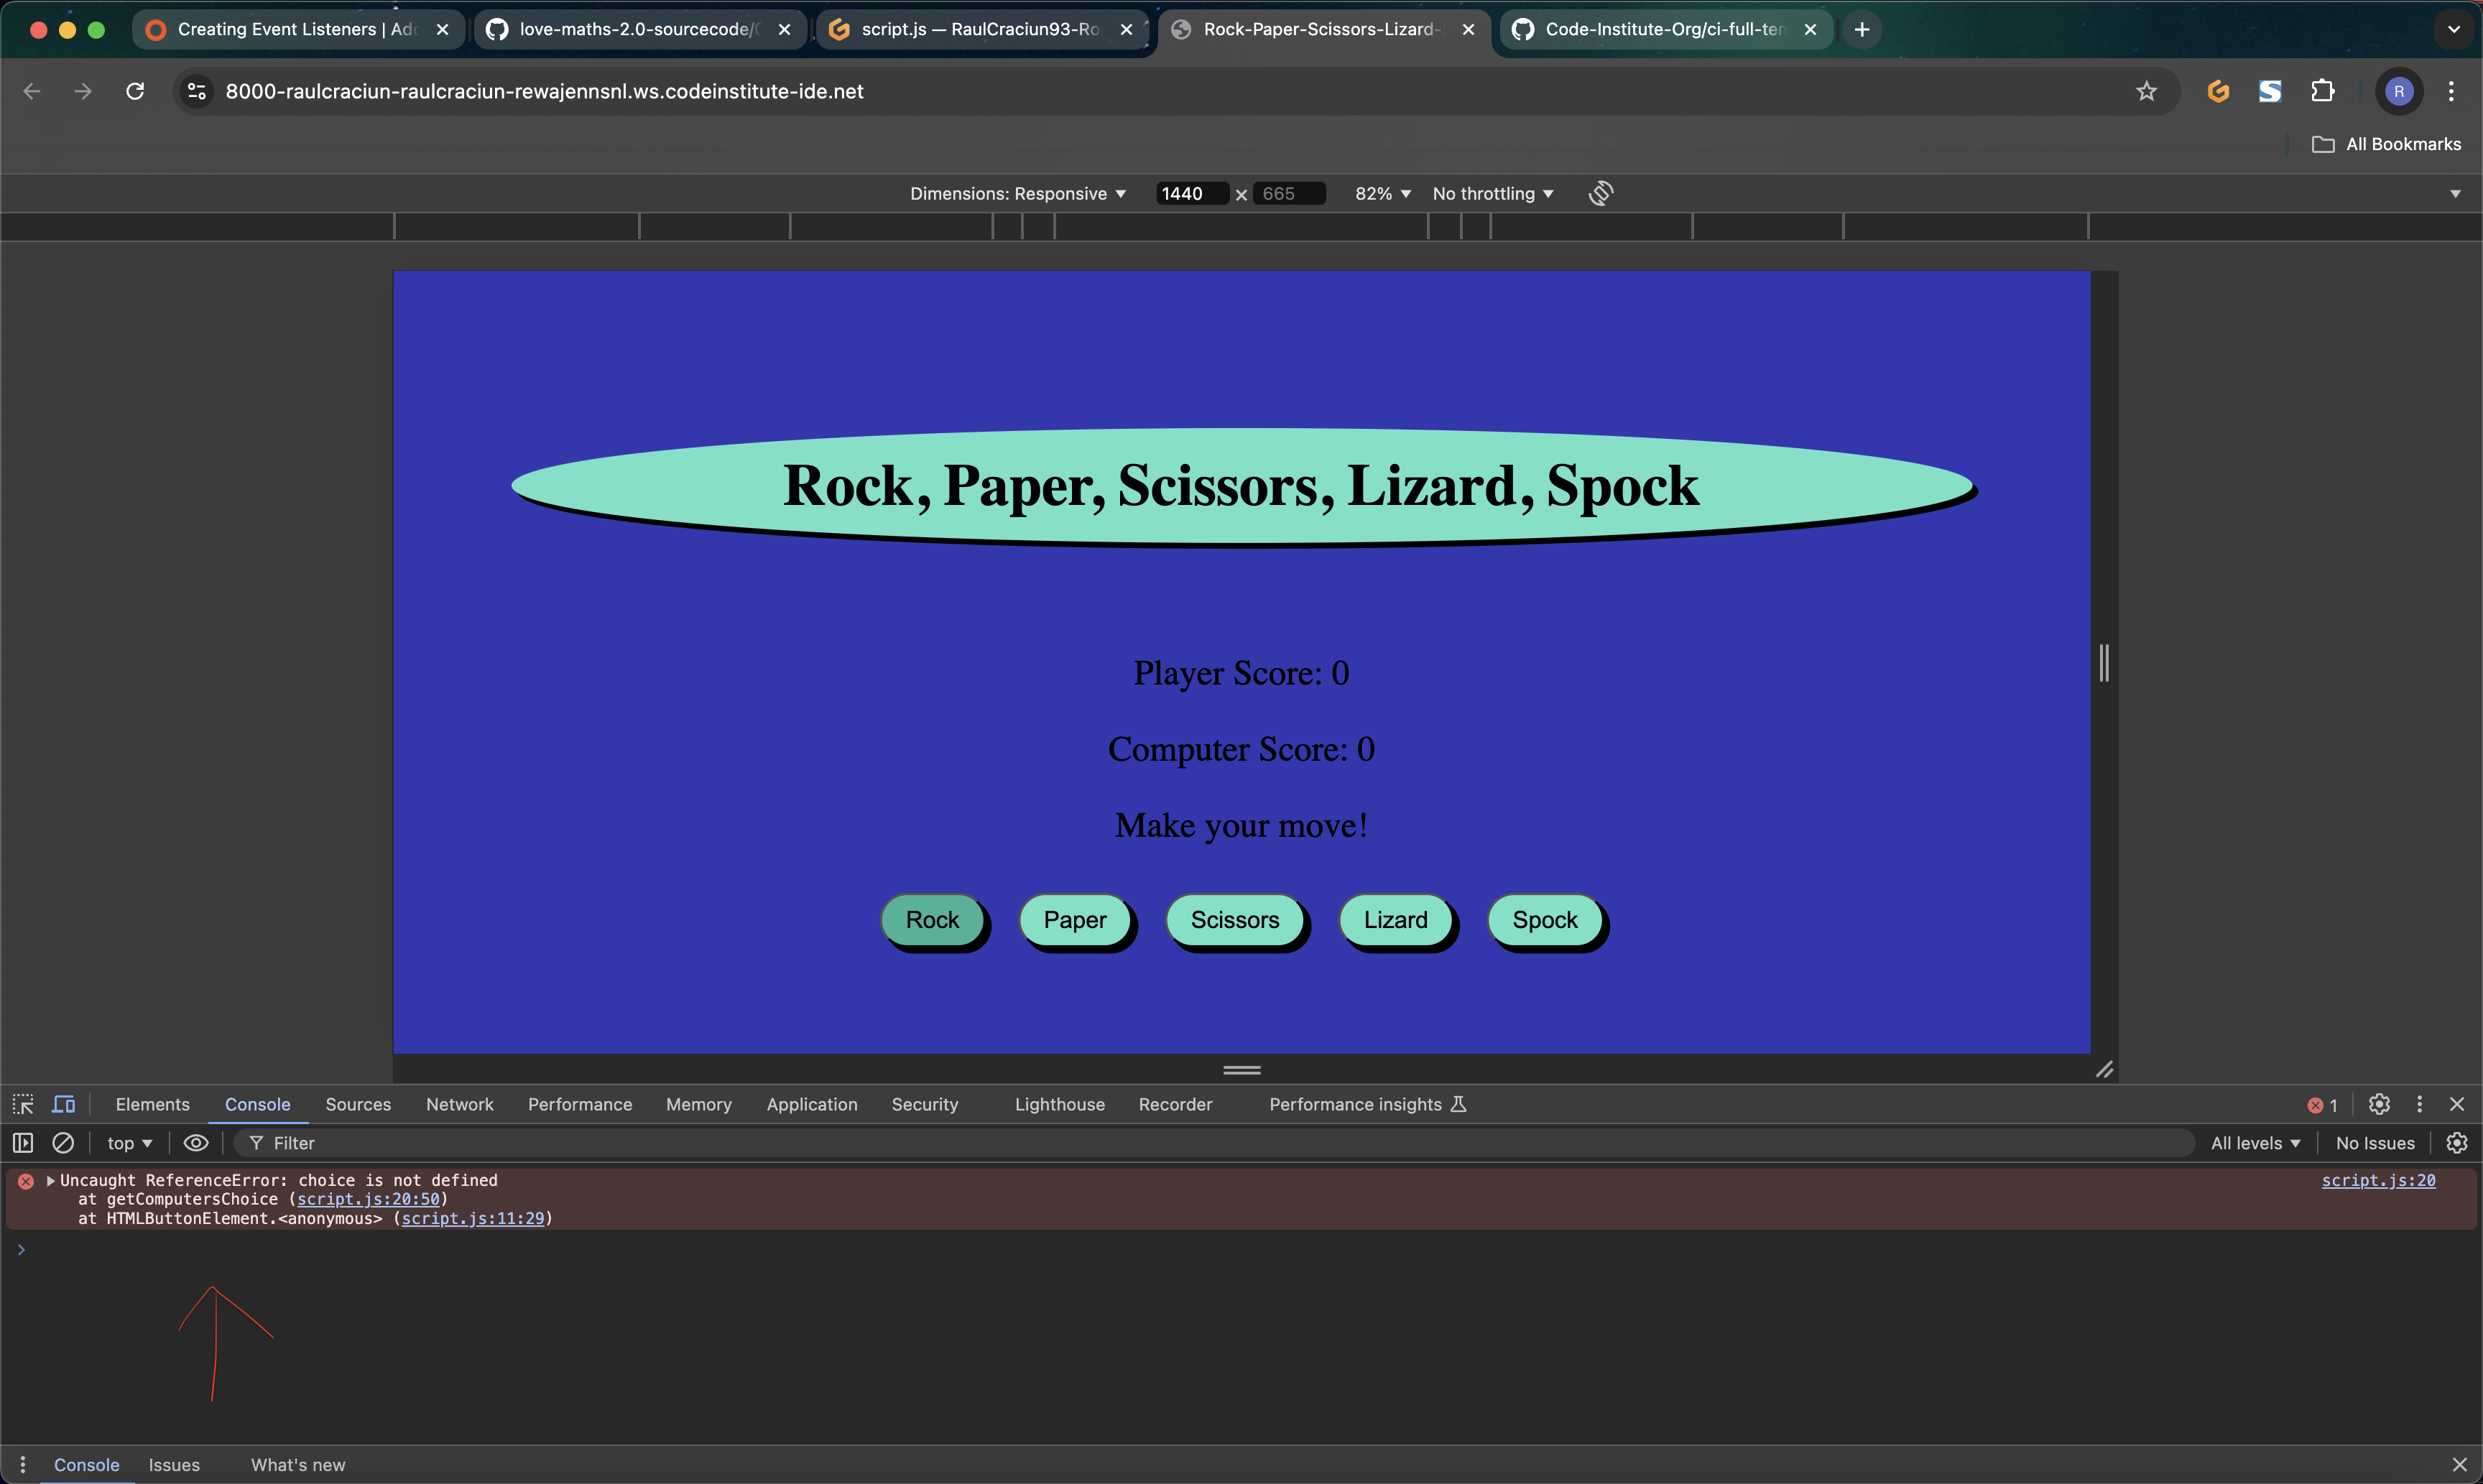 Creating Event Listeners | Ad
love-maths-2.0-sourcecode/
script.js — RaulCraciun93-Ro
Rock-Paper-Scissors-Lizard-
Code-Institute-Org/ci-full-ten
8000-raulcraciun-raulcraciun-rewajennsnl.ws.codeinstitute-ide.net
R
All Bookmarks
Dimensions: Responsive 1440 × 665 82% No throttling
Rock, Paper, Scissors, Lizard, Spock
Player Score: 0
Computer Score: 0
Make your move!
Rock Paper Scissors Lizard Spock
Elements Console Sources Network Performance Memory Application Security Lighthouse Recorder Performance insights 1
top Filter All levels No Issues
Uncaught ReferenceError: choice is not defined script.js:20
at getComputersChoice (script.js:20:50)
at HTMLButtonElement.<anonymous> (script.js:11:29)
Console Issues What's new